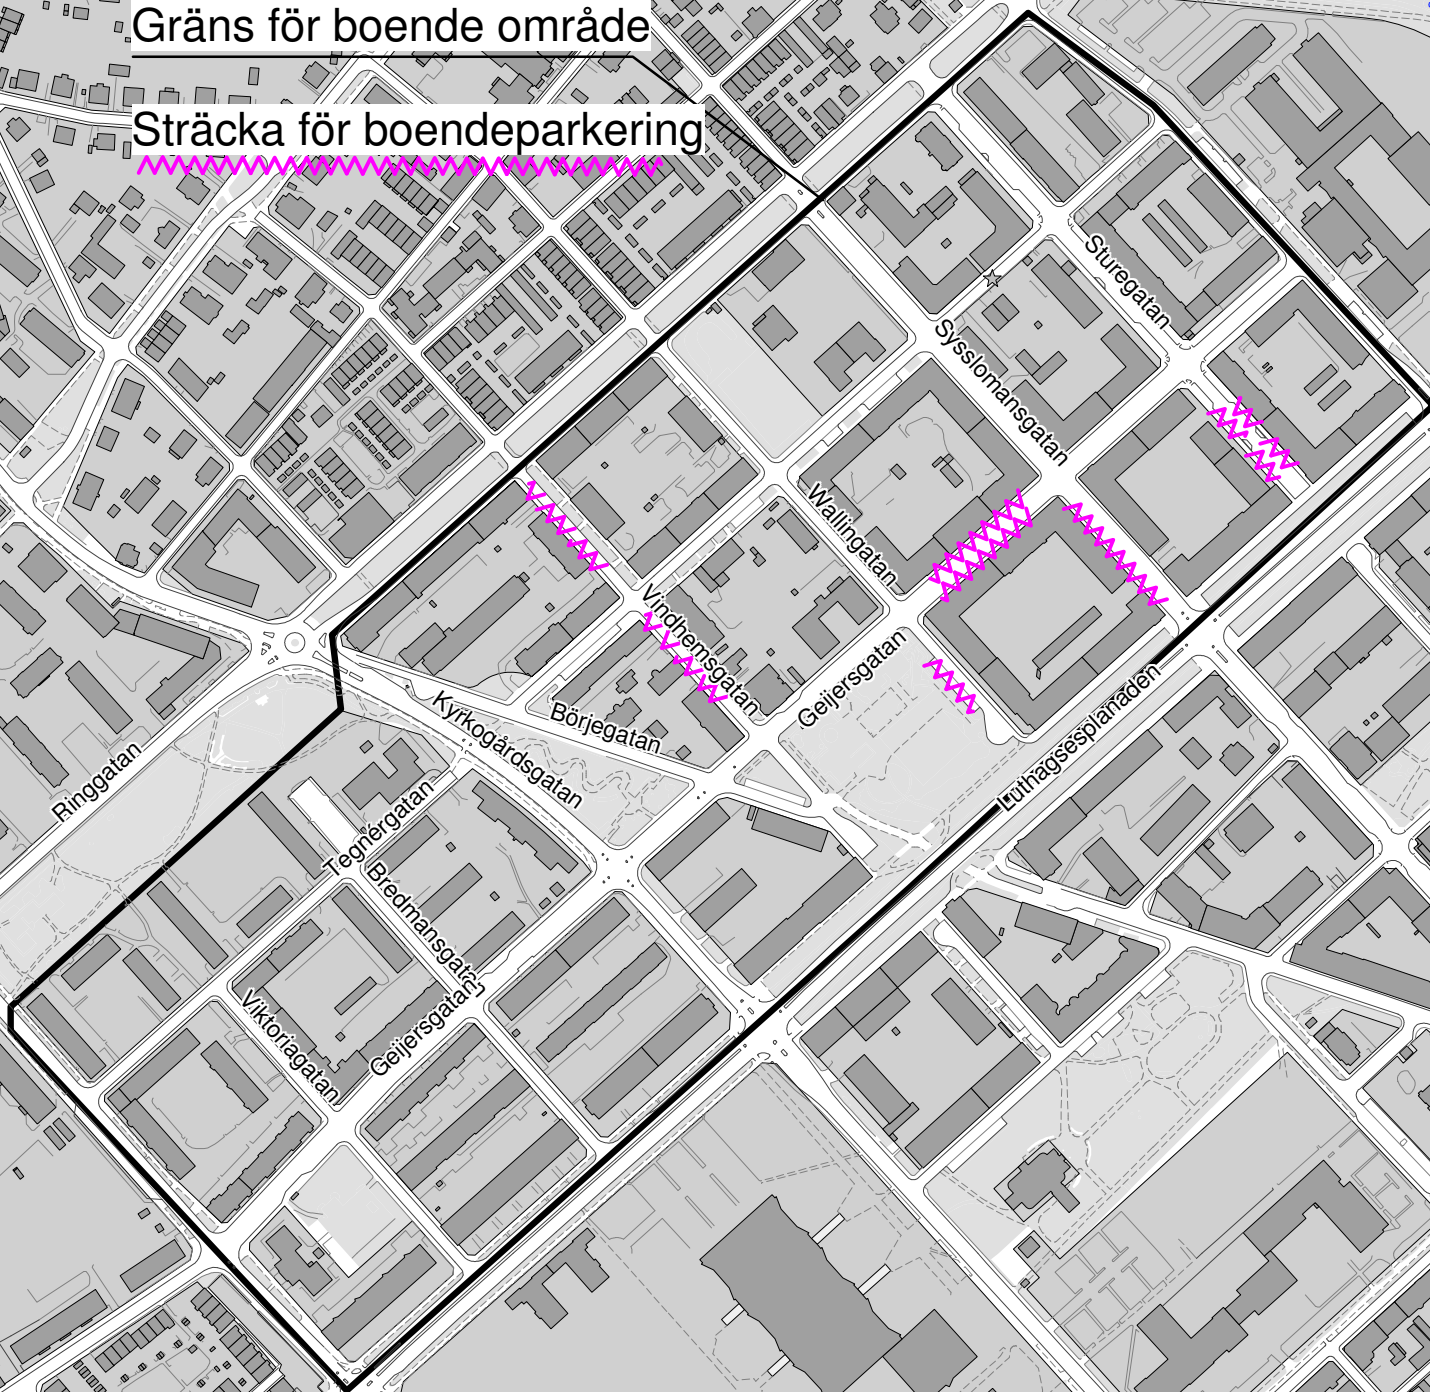 Gräns för boende område
Sträcka för boendeparkering
Sturegatan
Sysslomansgatan
Wallingatan
Vindhemsgatan
Geijersgatan
Luthagsesplanaden
Börjegatan
Kyrkogårdsgatan
Ringgatan
Tegnérgatan
Bredmansgatan
Geijersgatan
Viktoriagatan